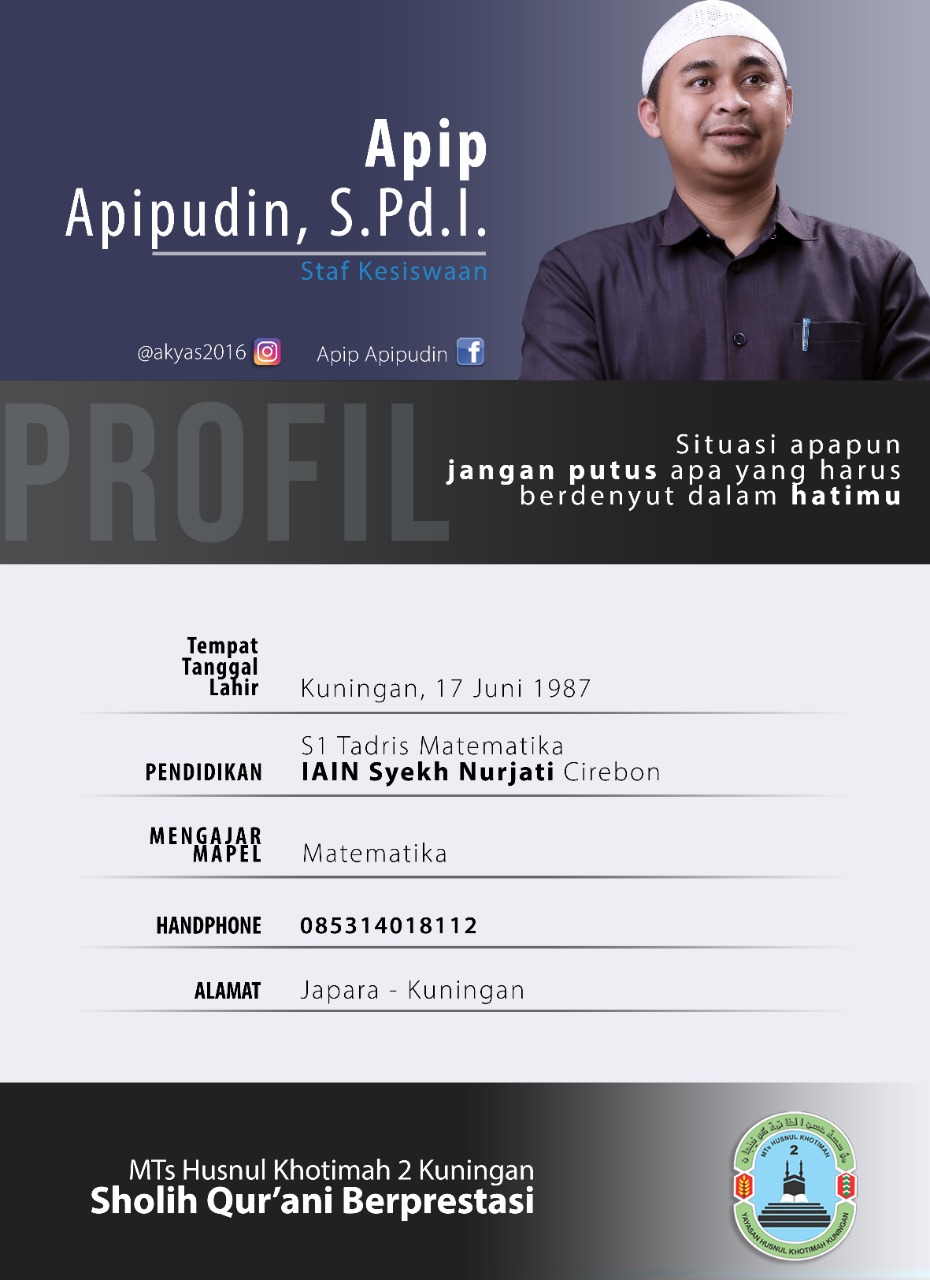 Apip
Apipudin, S.Pd.I.
Staf Kesiswaan
@akyas2016
Apip Apipudin
PROFIL
Situasi apapun
jangan putus apa yang harus
berdenyut dalam hatimu
Tempat
Tanggal
Lahir
Kuningan, 17 Juni 1987
PENDIDIKAN
S1 Tadris Matematika
IAIN Syekh Nurjati Cirebon
MENGAJAR
MAPEL
Matematika
HANDPHONE
085314018112
ALAMAT
Japara - Kuningan
MTs Husnul Khotimah 2 Kuningan
Sholih Qur'ani Berprestasi
MTs HUSNUL KHOTIMAH
2
YAYASAN HUSNUL KHOTIMAH KUNINGAN